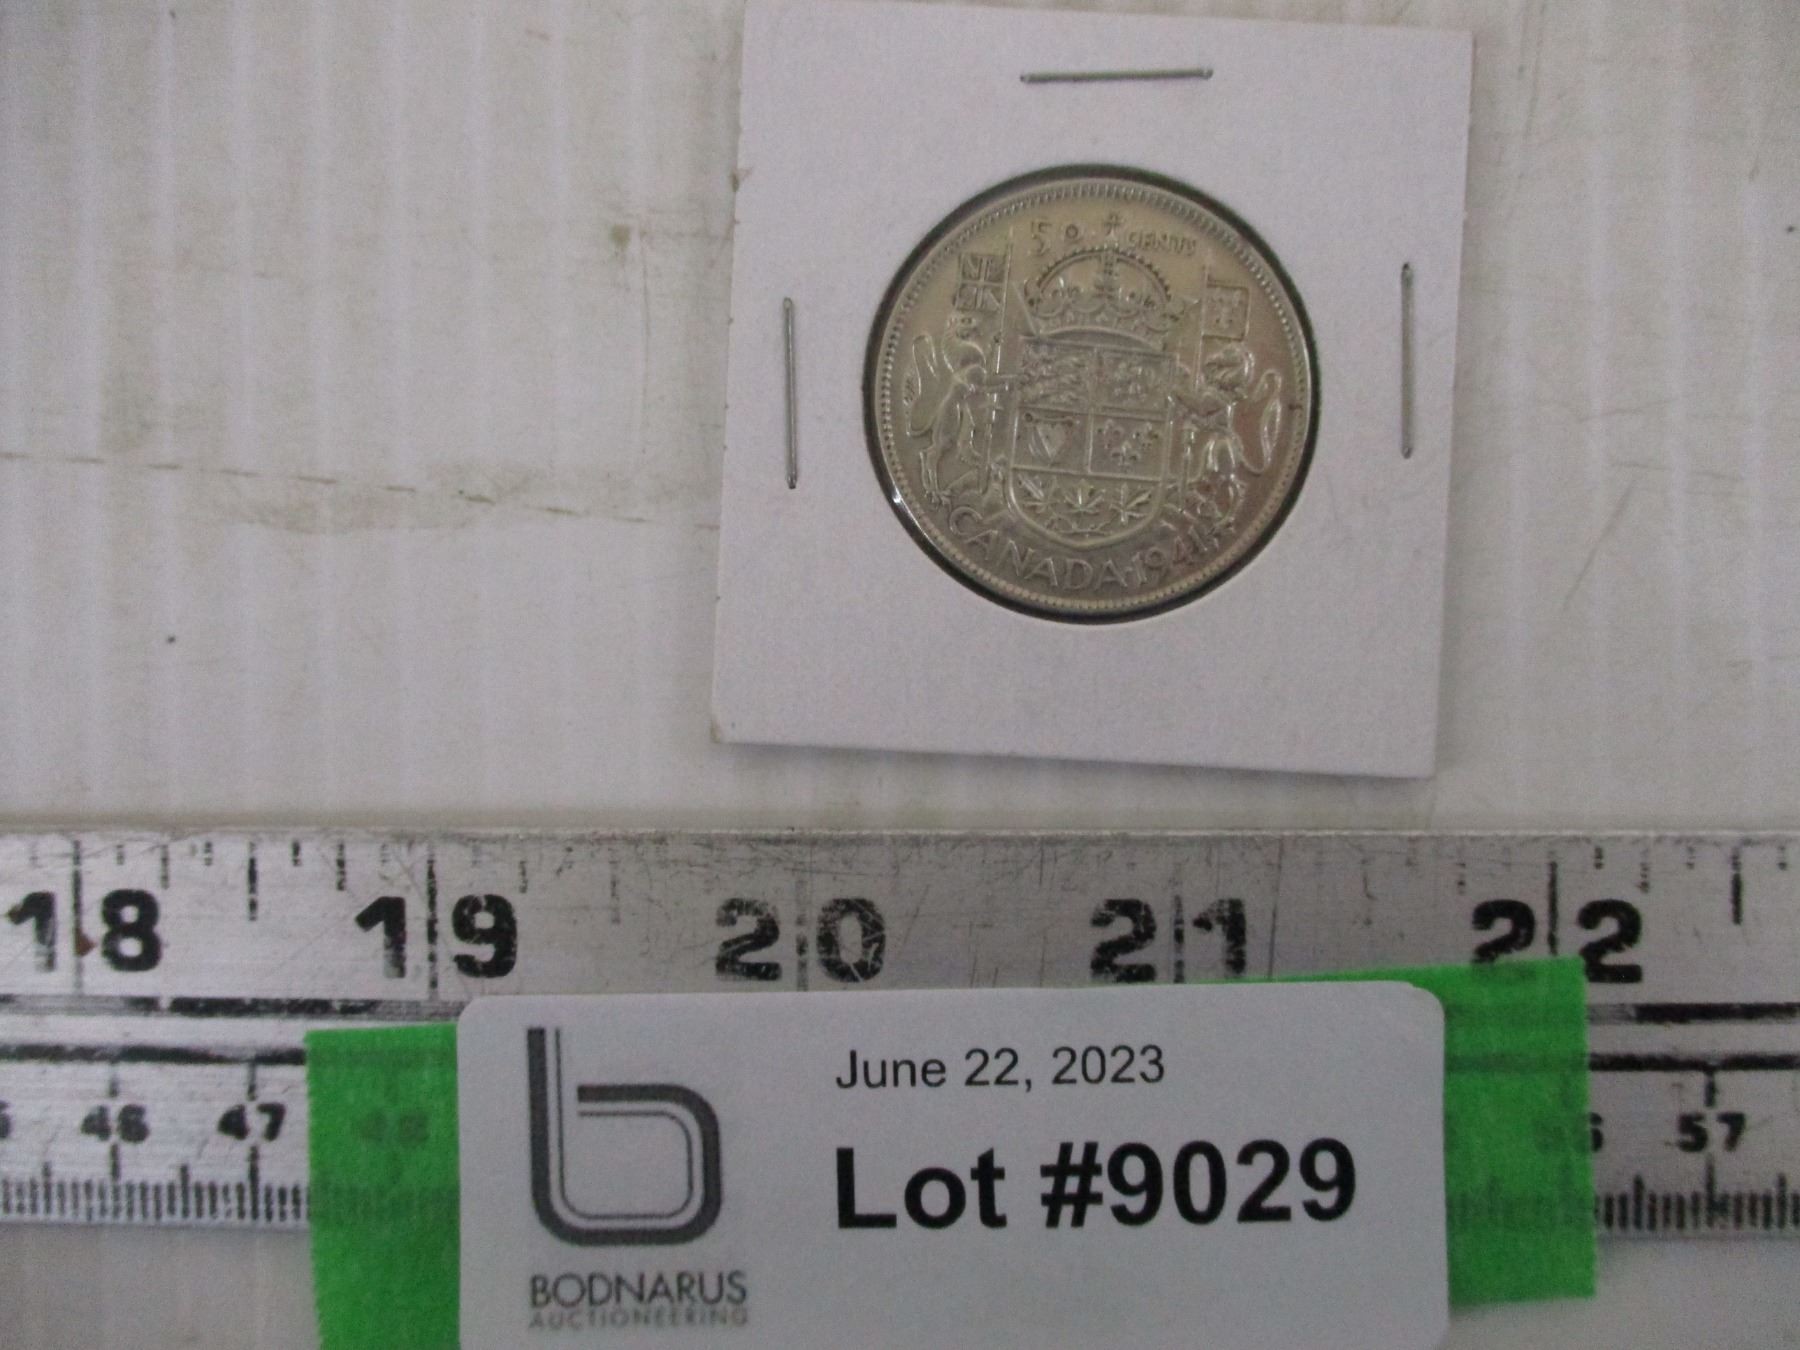 50 CENTS
CANADA·1941
18 19 20 21 22
46 47 57
June 22, 2023
Lot #9029
BODNARUS
AUCTIONEERING